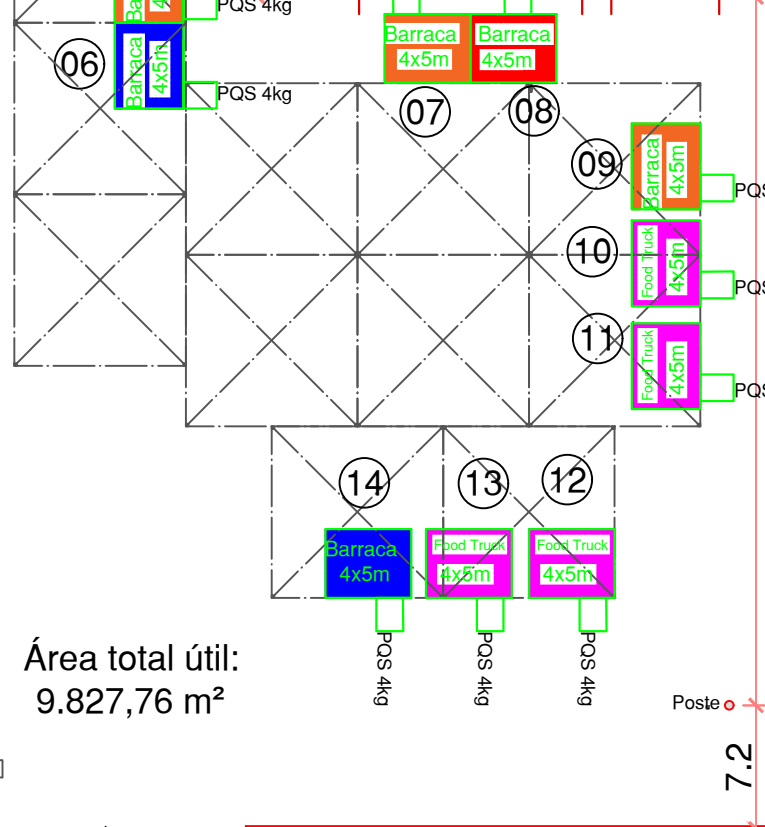 PQS 4kg
Ba
4
06
Barraca
4x5m
PQS 4kg
Barraca
4x5m
Barraca
4x5m
07
08
09
Barraca
4x5m
PQS
10
Food Truck
4x5m
PQS
11
Food Truck
4x5m
PQS
14
13
12
Barraca
4x5m
Food Truck
4x5m
Food Truck
4x5m
PQS 4kg
PQS 4kg
PQS 4kg
Área total útil:
9.827,76 m²
Poste
7.2